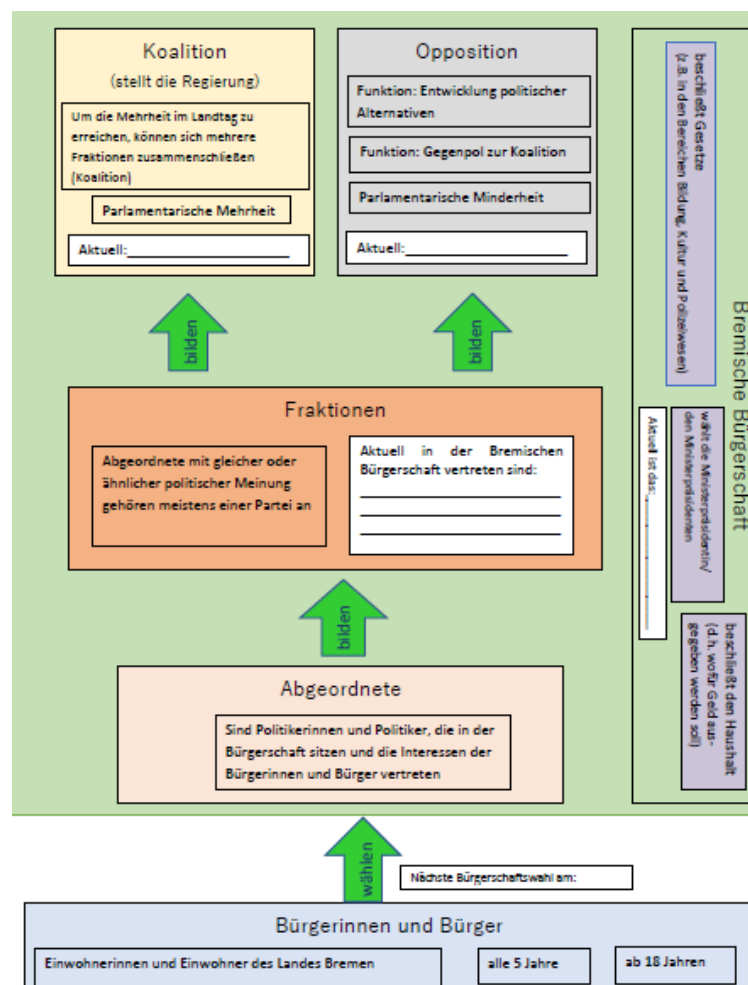 Koalition
(stellt die Regierung)
Um die Mehrheit im Landtag zu
erreichen, können sich mehrere
Fraktionen zusammenschließen
(Koalition)
Parlamentarische Mehrheit
Aktuell:____________________
Opposition
Funktion: Entwicklung politischer
Alternativen
Funktion: Gegenpol zur Koalition
Parlamentarische Minderheit
Aktuell:____________________
bilden
bilden
Fraktionen
Abgeordnete mit gleicher oder
ähnlicher politischer Meinung
gehören meistens einer Partei an
Aktuell in der Bremischen
Bürgerschaft vertreten sind:
____________________
____________________
____________________
bilden
Abgeordnete
Sind Politikerinnen und Politiker, die in der
Bürgerschaft sitzen und die Interessen der
Bürgerinnen und Bürger vertreten
Bremische Bürgerschaft
beschließt Gesetze
(z.B. in den Bereichen Bildung, Kultur und Polizeiwesen)
wählt die Ministerpräsidentin/
den Ministerpräsidenten
Aktuell ist das:____________________
beschließt den Haushalt
(d.h. wofür Geld aus-
gegeben werden soll)
wählen
Nächste Bürgerschaftswahl am:
Bürgerinnen und Bürger
Einwohnerinnen und Einwohner des Landes Bremen
alle 5 Jahre
ab 18 Jahren